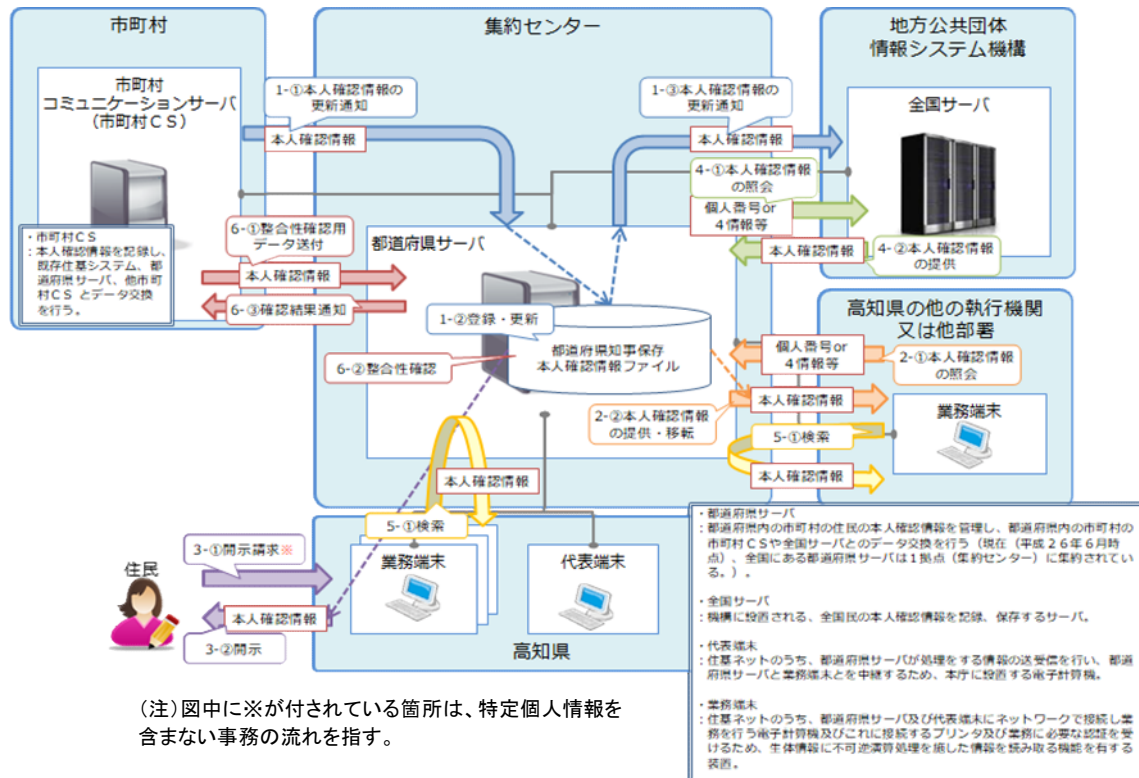 市町村
集約センター
地方公共団体
情報システム機構
市町村
コミュニケーションサーバ
（市町村ＣＳ）
1-①本人確認情報の
更新通知
本人確認情報
1-③本人確認情報の
更新通知
本人確認情報
全国サーバ
4-①本人確認情報
の照会
個人番号or
4情報等
本人確認情報
4-②本人確認情報
の提供
・市町村ＣＳ
：本人確認情報を記録し、
既存住基システム、都
道府県サーバ、他市町
村ＣＳ とデータ交換
を行う。
6-①整合性確認用
データ送付
本人確認情報
6-③確認結果通知
都道府県サーバ
1-②登録・更新
都道府県知事保存
本人確認情報ファイル
6-②整合性確認
高知県の他の執行機関
又は他部署
個人番号or
4情報等
2-①本人確認情報
の照会
本人確認情報
2-②本人確認情報
の提供・移転
業務端末
5-①検索
本人確認情報
本人確認情報
5-①検索
3-①開示請求※
住民
本人確認情報
3-②開示
業務端末
代表端末
高知県
・都道府県サーバ
：都道府県内の市町村の住民の本人確認情報を管理し、都道府県内の市町村の
市町村ＣＳや全国サーバとのデータ交換を行う（現在（平成２６年６月時
点）、全国にある都道府県サーバは１拠点（集約センター）に集約されてい
る。）。
・全国サーバ
：機構に設置される、全国民の本人確認情報を記録、保存するサーバ。
・代表端末
：住基ネットのうち、都道府県サーバが処理をする情報の送受信を行い、都道
府県サーバと業務端末とを中継するため、本庁に設置する電子計算機。
・業務端末
：住基ネットのうち、都道府県サーバ及び代表端末にネットワークで接続し業
務を行う電子計算機及びこれに接続するプリンタ及び業務に必要な認証を受
けるため、生体情報に不可逆演算処理を施した情報を読み取る機能を有する
装置。
（注）図中に※が付されている箇所は、特定個人情報を
含まない事務の流れを指す。